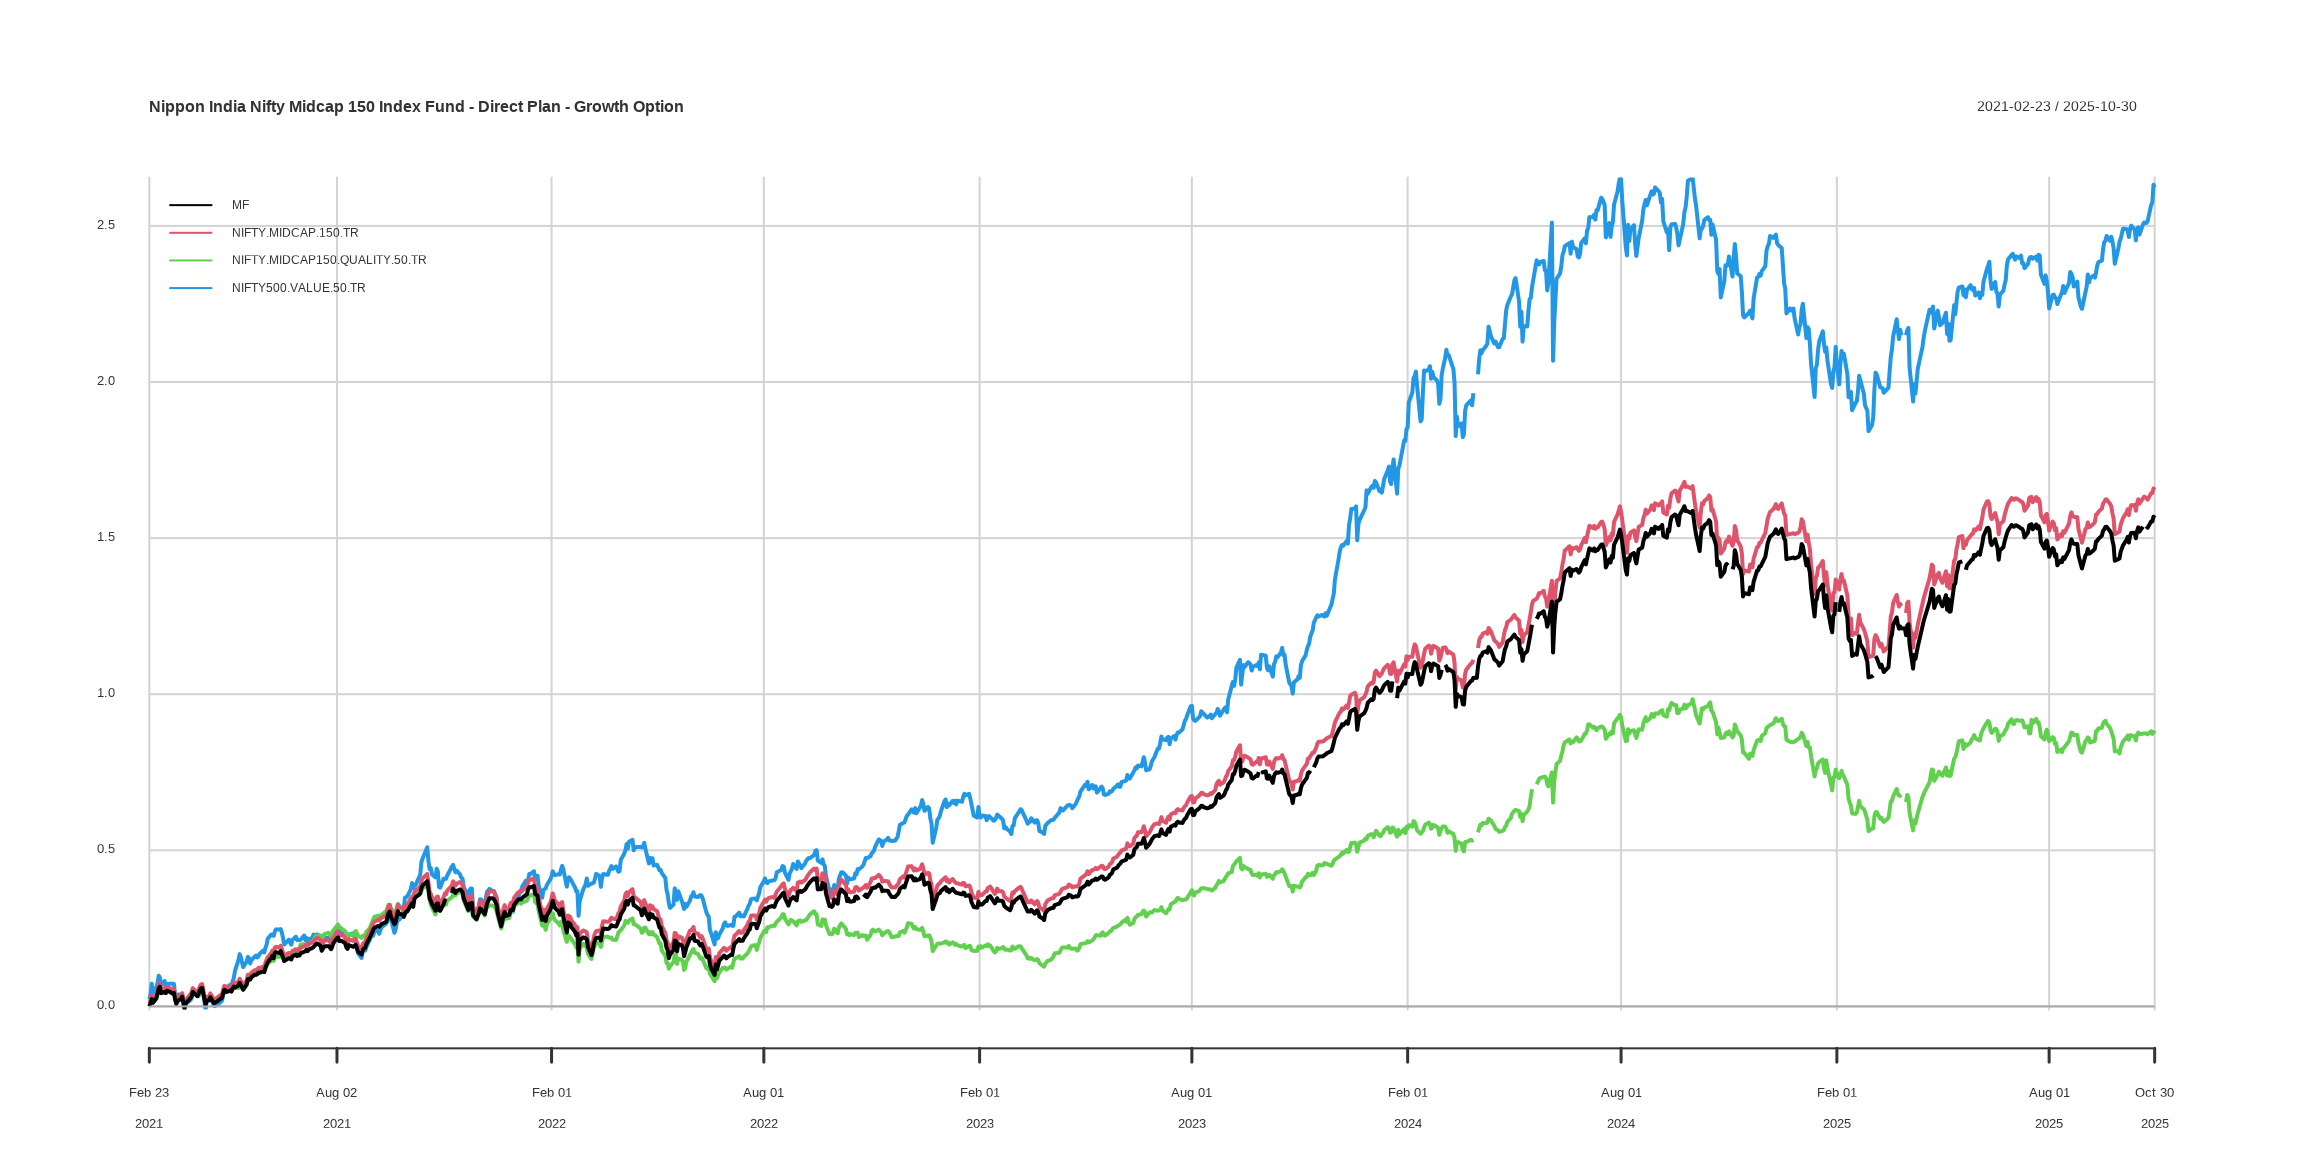 Nippon India Nifty Midcap 150 Index Fund - Direct Plan - Growth Option
2021-02-23 / 2025-10-30
MF
NIFTY.MIDCAP.150.TR
NIFTY.MIDCAP150.QUALITY.50.TR
NIFTY500.VALUE.50.TR
2.5
2.0
1.5
1.0
0.5
0.0
Feb 23 Aug 02 Feb 01 Aug 01 Feb 01 Aug 01 Feb 01 Aug 01 Feb 01 Aug 01 Oct 30
2021 2021 2022 2022 2023 2023 2024 2024 2025 2025 2025